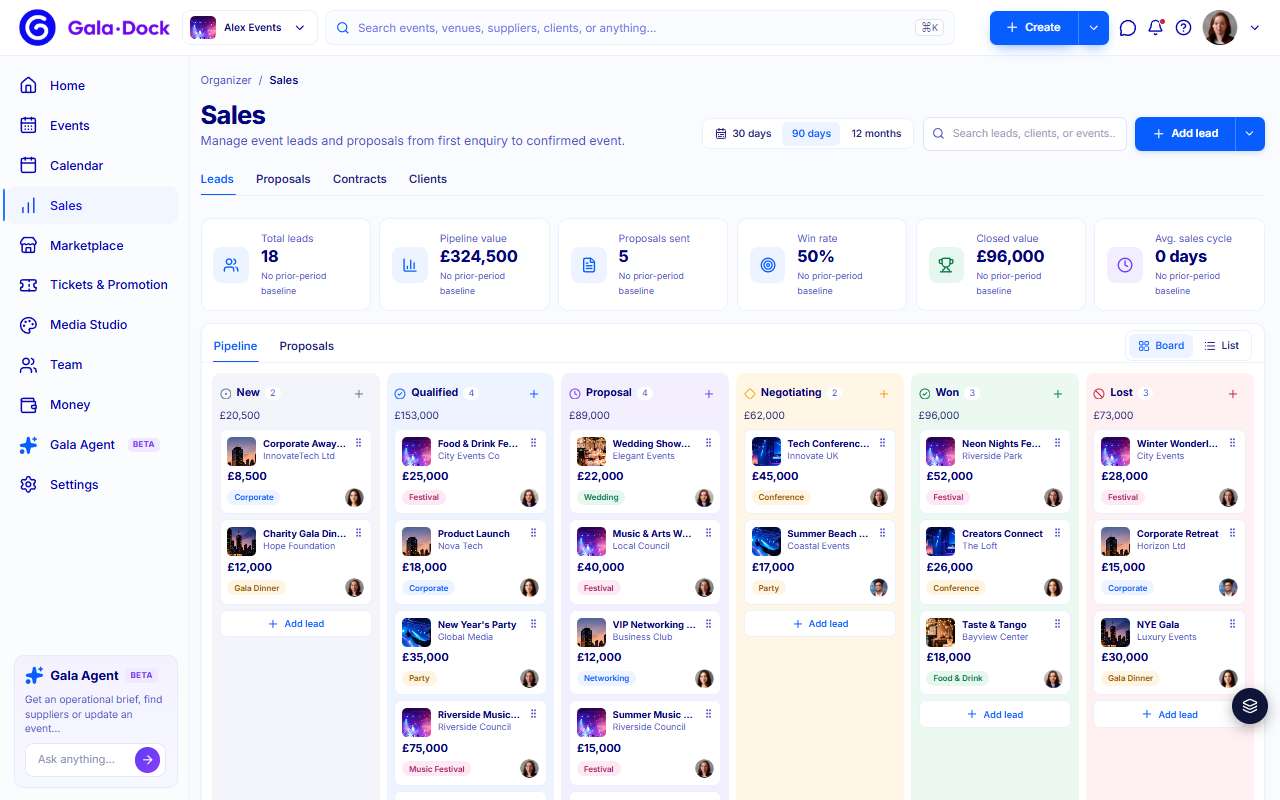 Gala·Dock
Alex Events
Search events, venues, suppliers, clients, or anything...
⌘K
Create
Home
Events
Calendar
Sales
Marketplace
Tickets & Promotion
Media Studio
Team
Money
Gala Agent BETA
Settings
Gala Agent BETA
Get an operational brief, find
suppliers or update an
event...
Ask anything...
Organizer / Sales
Sales
Manage event leads and proposals from first enquiry to confirmed event.
30 days 90 days 12 months
Search leads, clients, or events..
Add lead
Leads Proposals Contracts Clients
Total leads
18
No prior-period
baseline
Pipeline value
£324,500
No prior-period
baseline
Proposals sent
5
No prior-period
baseline
Win rate
50%
No prior-period
baseline
Closed value
£96,000
No prior-period
baseline
Avg. sales cycle
0 days
No prior-period
baseline
Pipeline Proposals
Board List
New 2
£20,500
Corporate Away...
InnovateTech Ltd
£8,500
Corporate
Charity Gala Din...
Hope Foundation
£12,000
Gala Dinner
Add lead
Qualified 4
£153,000
Food & Drink Fe...
City Events Co
£25,000
Festival
Product Launch
Nova Tech
£18,000
Corporate
New Year's Party
Global Media
£35,000
Party
Riverside Music...
Riverside Council
£75,000
Music Festival
Proposal 4
£89,000
Wedding Show...
Elegant Events
£22,000
Wedding
Music & Arts W...
Local Council
£40,000
Festival
VIP Networking ...
Business Club
£12,000
Networking
Summer Music ...
Riverside Council
£15,000
Festival
Negotiating 2
£62,000
Tech Conferenc...
Innovate UK
£45,000
Conference
Summer Beach ...
Coastal Events
£17,000
Party
Add lead
Won 3
£96,000
Neon Nights Fe...
Riverside Park
£52,000
Festival
Creators Connect
The Loft
£26,000
Conference
Taste & Tango
Bayview Center
£18,000
Food & Drink
Add lead
Lost 3
£73,000
Winter Wonderl...
City Events
£28,000
Festival
Corporate Retreat
Horizon Ltd
£15,000
Corporate
NYE Gala
Luxury Events
£30,000
Gala Dinner
Add lead